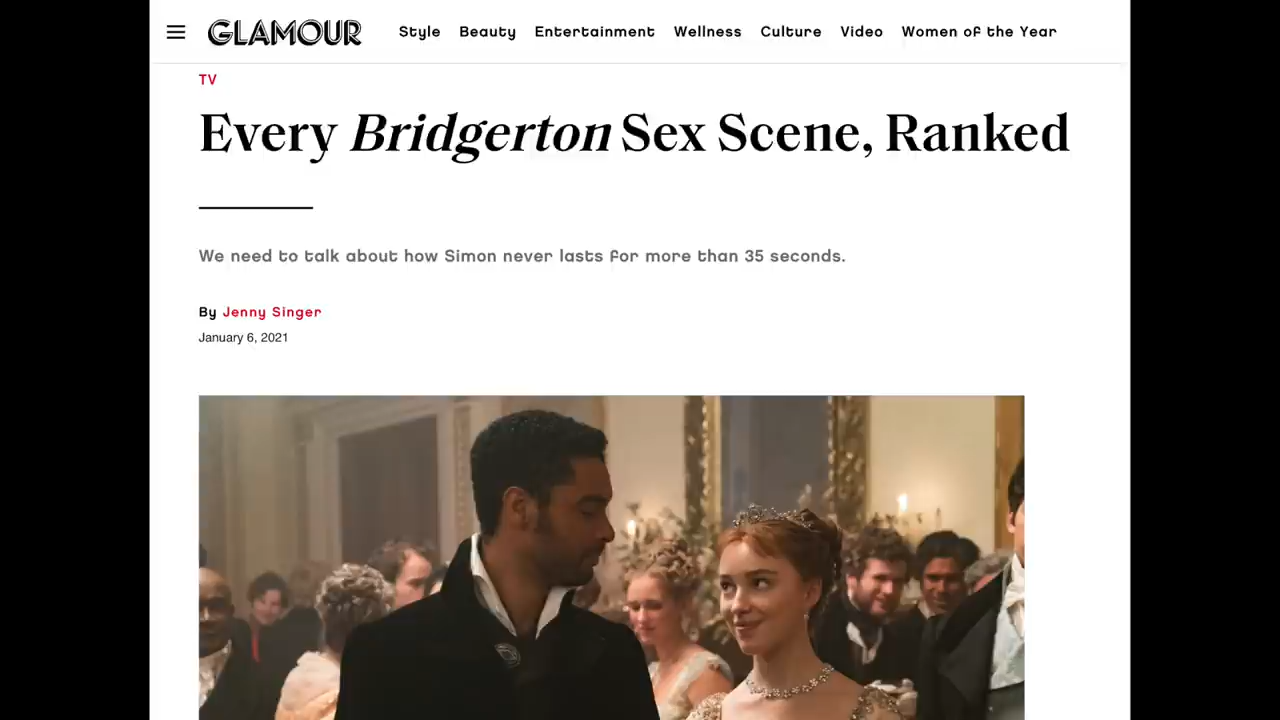 GLAMOUR Style Beauty Entertainment Wellness Culture Video Women of the Year
TV
Every Bridgerton Sex Scene, Ranked
We need to talk about how Simon never lasts for more than 35 seconds.
By Jenny Singer
January 6, 2021